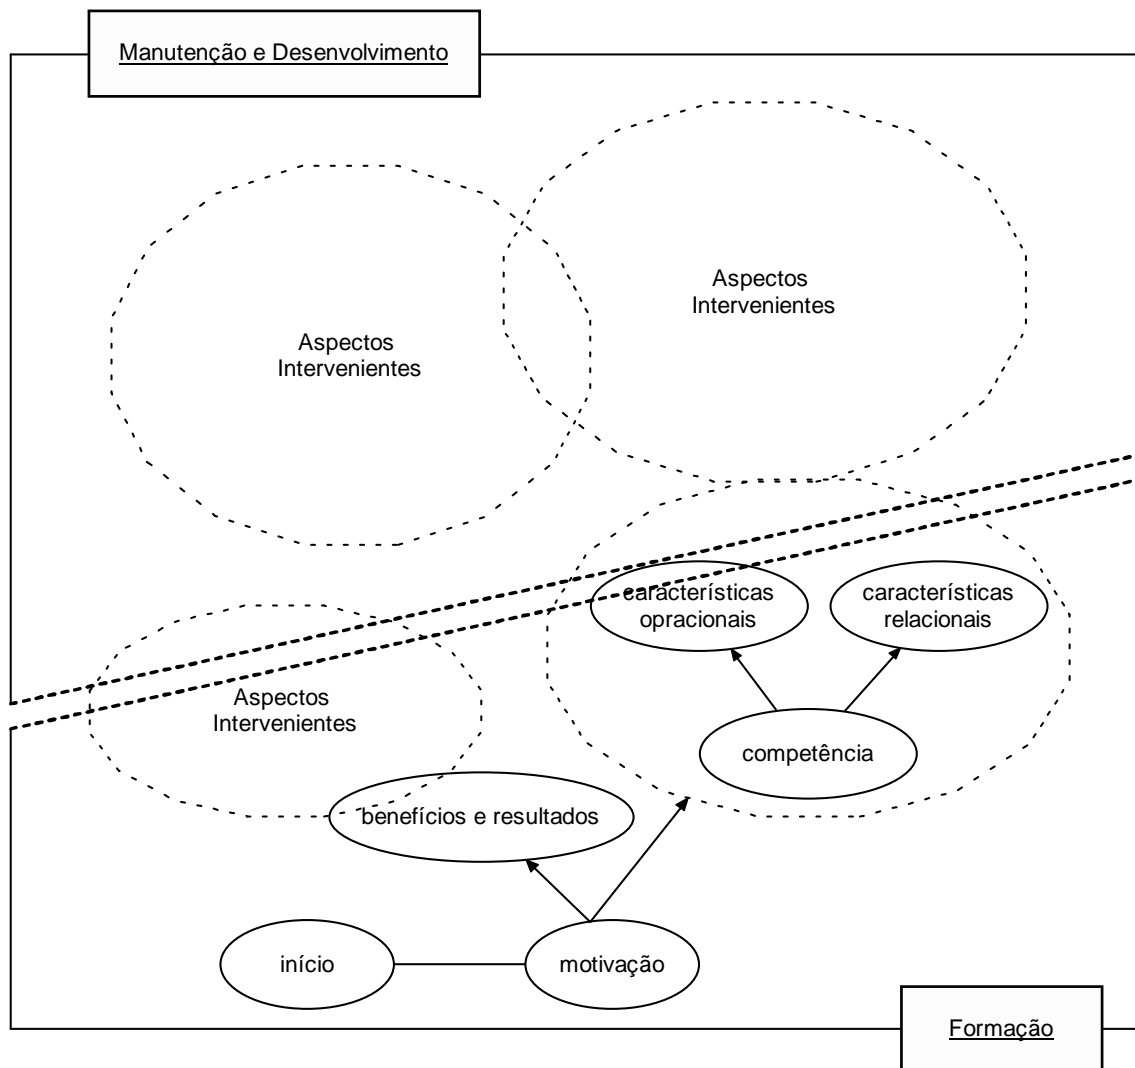 Manutenção e Desenvolvimento
Aspectos
Intervenientes
Aspectos
Intervenientes
características
opracionais
características
relacionais
Aspectos
Intervenientes
competência
benefícios e resultados
início
motivação
Formação